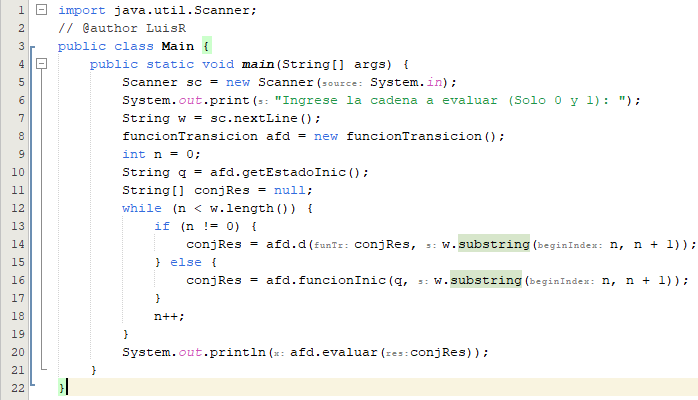 1 import java.util.Scanner;
2 // @author LuisR
3 public class Main {
4 public static void main(String[] args) {
5 Scanner sc = new Scanner(source: System.in);
6 System.out.print(s: "Ingrese la cadena a evaluar (Solo 0 y 1): ");
7 String w = sc.nextLine();
8 funcionTransicion afd = new funcionTransicion();
9 int n = 0;
10 String q = afd.getEstadoInic();
11 String[] conjRes = null;
12 while (n < w.length()) {
13 if (n != 0) {
14 conjRes = afd.d(funTr: conjRes, s: w.substring(beginIndex: n, n + 1));
15 } else {
16 conjRes = afd.funcionInic(q, s: w.substring(beginIndex: n, n + 1));
17 }
18 n++;
19 }
20 System.out.println(x: afd.evaluar(res:conjRes));
21 }
22 }